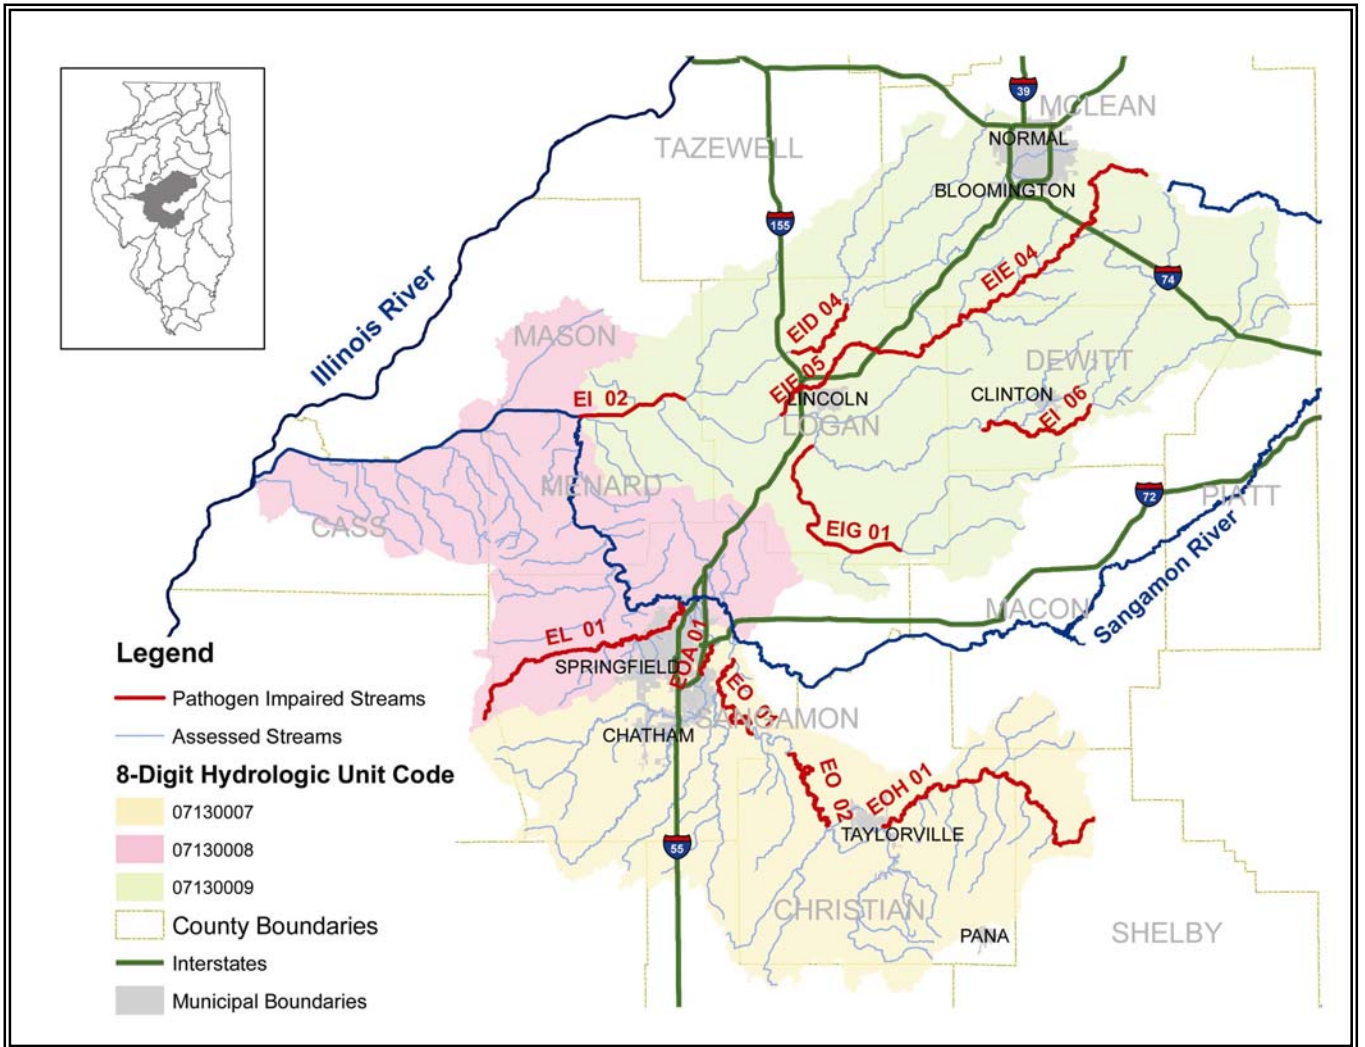 39
MCLEAN
NORMAL
TAZEWELL
BLOOMINGTON
155
EIE 04
74
Illinois River
EID 04
MASON
DEWITT
EIE 05
EI 02
LINCOLN
CLINTON
EI 06
LOGAN
MENARD
72
PIATT
CASS
EIG 01
Sangamon River
MACON
EL 01
EOA 01
SPRINGFIELD
EO 01
SANGAMON
CHATHAM
EO 02
EOH 01
TAYLORVILLE
55
CHRISTIAN
PANA
SHELBY
Legend
Pathogen Impaired Streams
Assessed Streams
8-Digit Hydrologic Unit Code
07130007
07130008
07130009
County Boundaries
Interstates
Municipal Boundaries